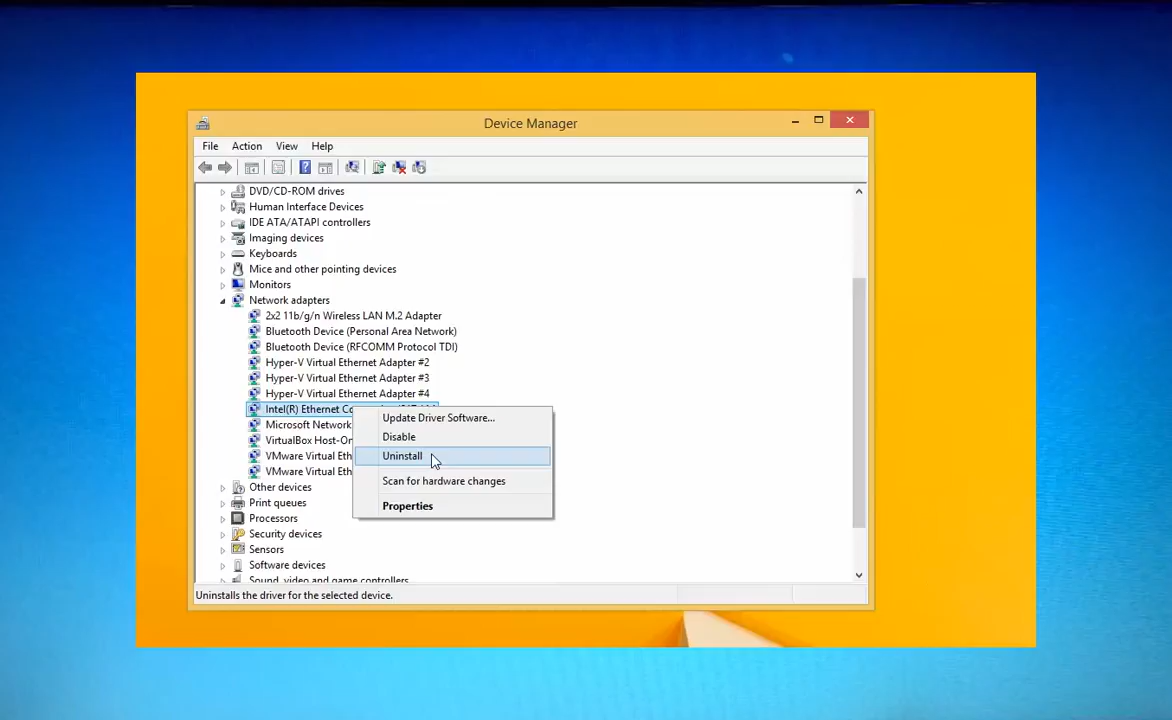 Device Manager
File Action View Help
DVD/CD-ROM drives
Human Interface Devices
IDE ATA/ATAPI controllers
Imaging devices
Keyboards
Mice and other pointing devices
Monitors
Network adapters
2x2 11b/g/n Wireless LAN M.2 Adapter
Bluetooth Device (Personal Area Network)
Bluetooth Device (RFCOMM Protocol TDI)
Hyper-V Virtual Ethernet Adapter #2
Hyper-V Virtual Ethernet Adapter #3
Hyper-V Virtual Ethernet Adapter #4
Intel(R) Ethernet
Microsoft Network
VirtualBox
VMware Virtual
VMware Virtual
Update Driver Software...
Disable
Uninstall
Scan for hardware changes
Properties
Other devices
Print queues
Processors
Security devices
Sensors
Software devices
Sound, video and game controllers
Uninstalls the driver for the selected device.